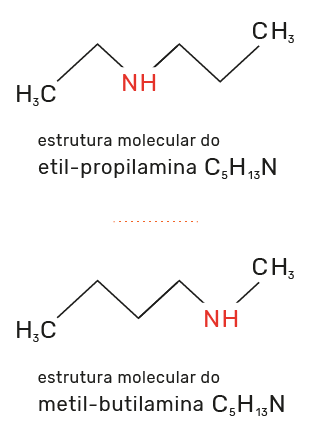 CH₃
NH
H₃C
estrutura molecular do
etil-propilamina C₅H₁₃N
CH₃
NH
H₃C
estrutura molecular do
metil-butilamina C₅H₁₃N